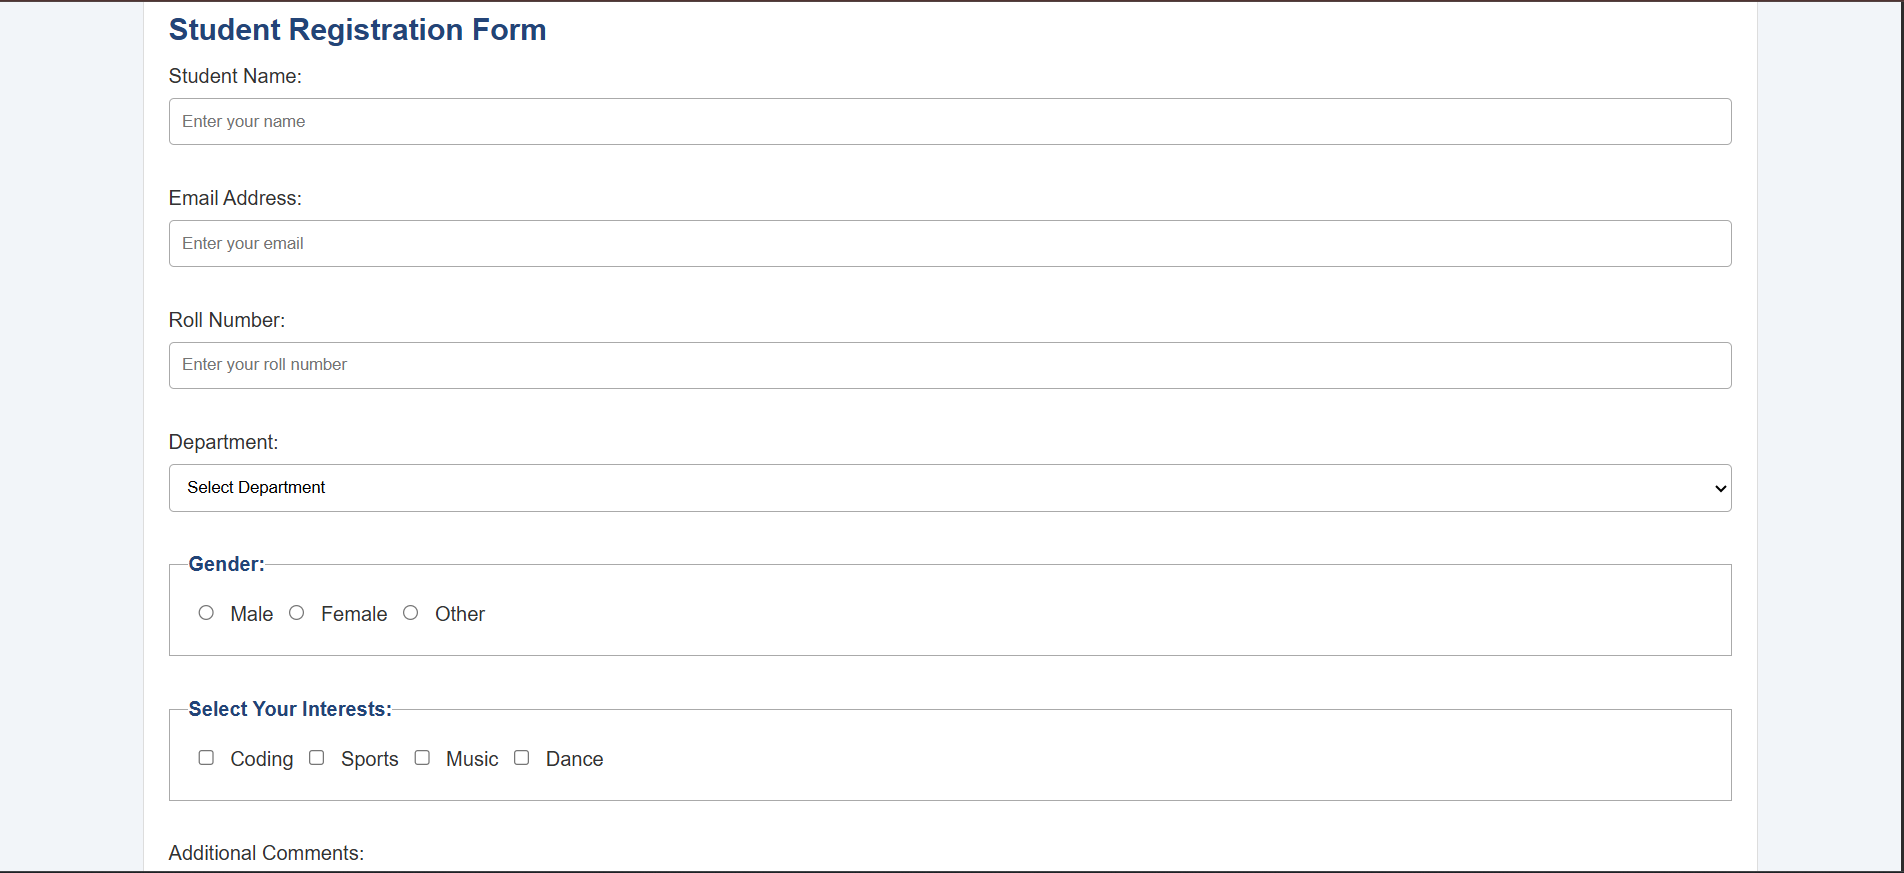 Student Registration Form
Student Name:
Enter your name
Email Address:
Enter your email
Roll Number:
Enter your roll number
Department:
Select Department
Gender:
Male Female Other
Select Your Interests:
Coding Sports Music Dance
Additional Comments: